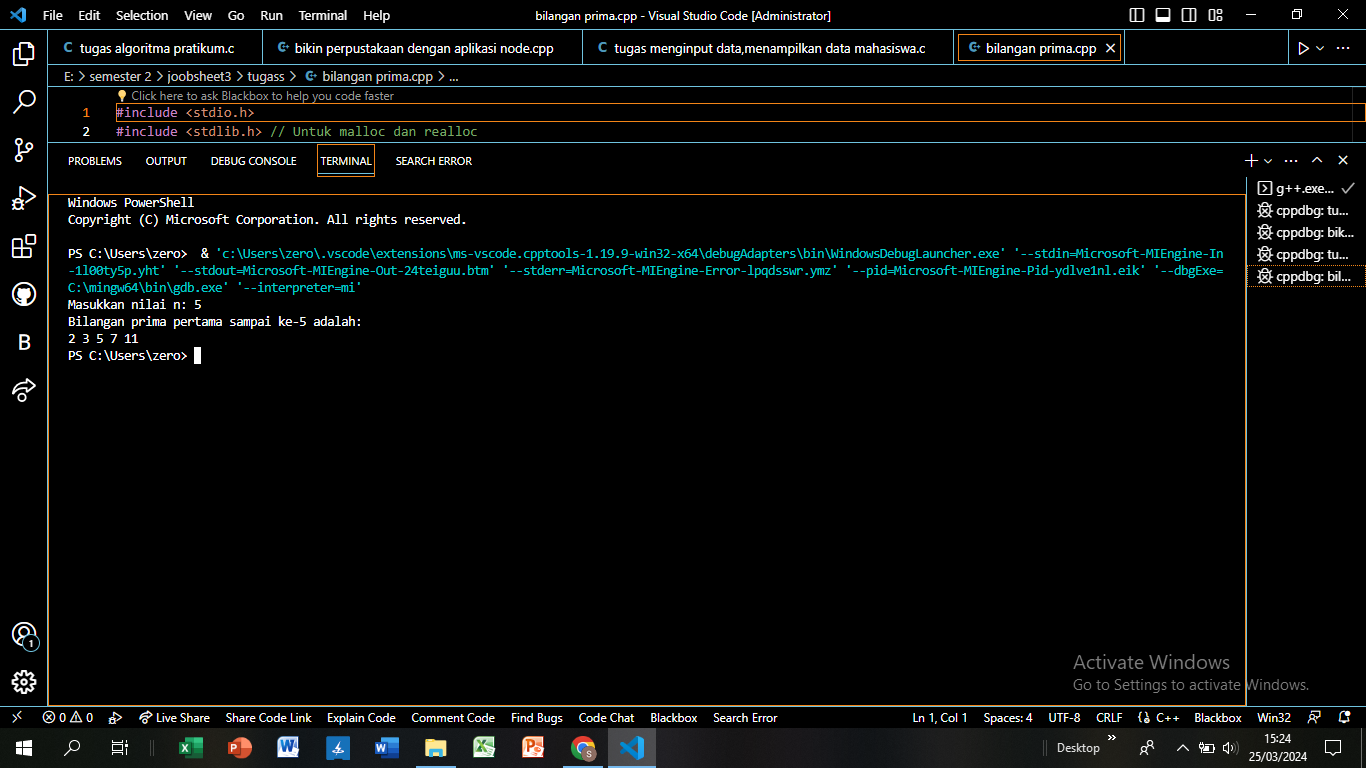 File Edit Selection View Go Run Terminal Help bilangan prima.cpp - Visual Studio Code [Administrator]
tugas algoritma pratikum.c bikin perpustakaan dengan aplikasi node.cpp tugas menginput data,menampilkan data mahasiswa.c bilangan prima.cpp
E: > semester 2 > joobsheet3 > tugass > bilangan prima.cpp > ...
Click here to ask Blackbox to help you code faster
1 #include <stdio.h>
2 #include <stdlib.h> // Untuk malloc dan realloc
PROBLEMS OUTPUT DEBUG CONSOLE TERMINAL SEARCH ERROR
Windows PowerShell
Copyright (C) Microsoft Corporation. All rights reserved.
PS C:\Users\zero>  & 'c:\Users\zero\.vscode\extensions\ms-vscode.cpptools-1.19.9-win32-x64\debugAdapters\bin\WindowsDebugLauncher.exe' '--stdin=Microsoft-MIEngine-In
-1l00ty5p.yht' '--stdout=Microsoft-MIEngine-Out-24teiguu.btm' '--stderr=Microsoft-MIEngine-Error-lpqdsswr.ymz' '--pid=Microsoft-MIEngine-Pid-ydlve1nl.eik' '--dbgExe=
C:\mingw64\bin\gdb.exe' '--interpreter=mi'
Masukkan nilai n: 5
Bilangan prima pertama sampai ke-5 adalah:
2 3 5 7 11
PS C:\Users\zero>
g++.exe...
cppdbg: tu...
cppdbg: bik...
cppdbg: tu...
cppdbg: bil...
B
1
Activate Windows
Go to Settings to activate Windows.
0 0 Live Share Share Code Link Explain Code Comment Code Find Bugs Code Chat Blackbox Search Error Ln 1, Col 1 Spaces: 4 UTF-8 CRLF {} C++ Blackbox Win32
Desktop
15:24
25/03/2024